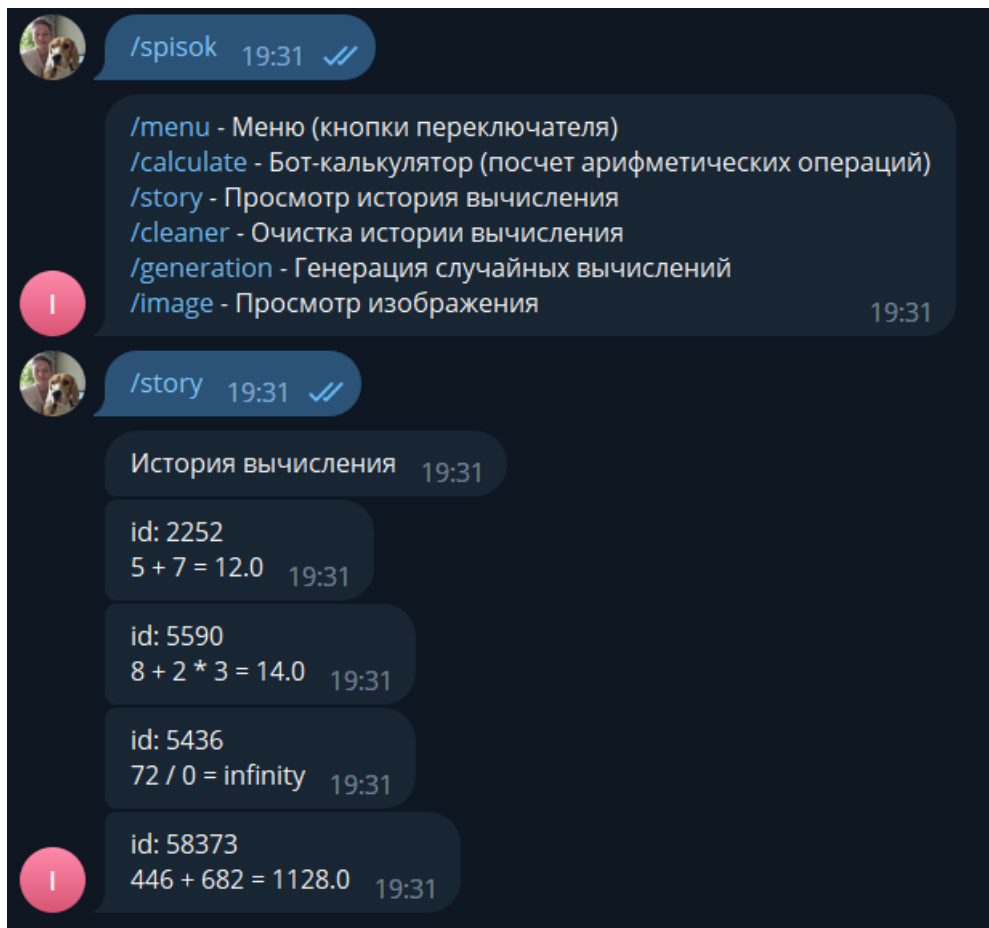 /spisok 19:31
/menu - Меню (кнопки переключателя)
/calculate - Бот-калькулятор (посчет арифметических операций)
/story - Просмотр история вычисления
/cleaner - Очистка истории вычисления
/generation - Генерация случайных вычислений
/image - Просмотр изображения 19:31
I
/story 19:31
История вычисления 19:31
id: 2252
5 + 7 = 12.0 19:31
id: 5590
8 + 2 * 3 = 14.0 19:31
id: 5436
72 / 0 = infinity 19:31
id: 58373
446 + 682 = 1128.0 19:31
I